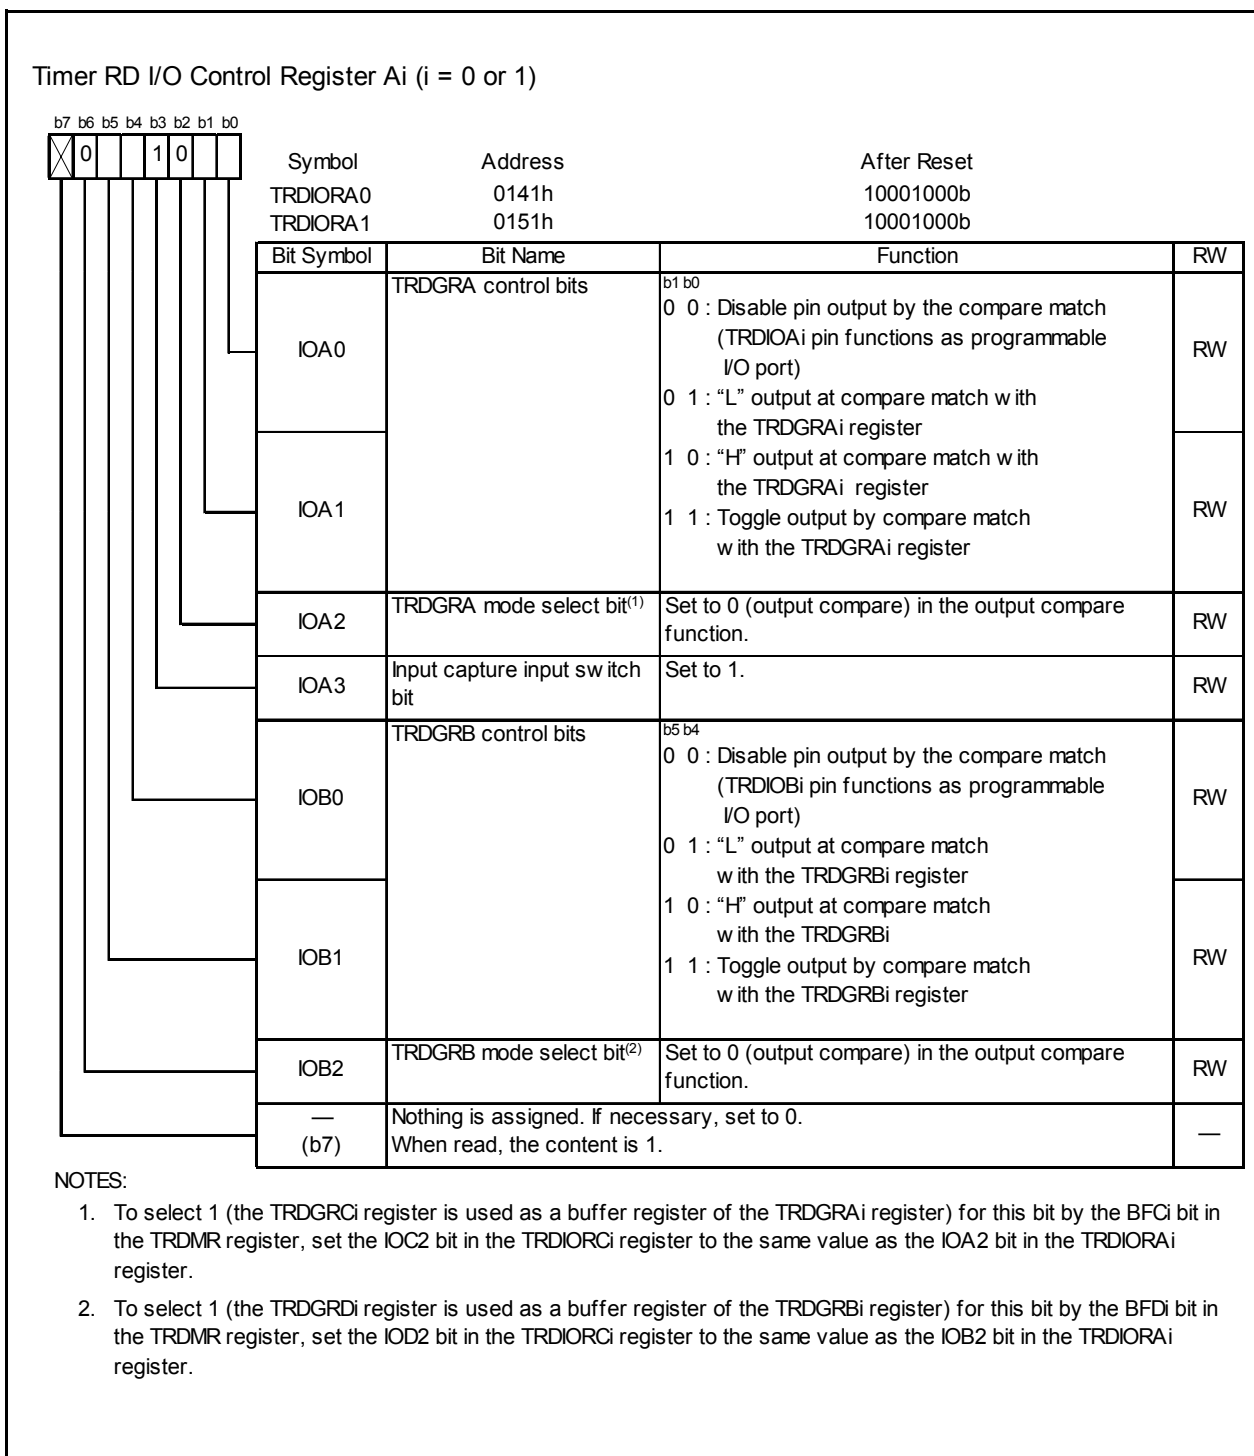 Timer RD I/O Control Register Ai (i = 0 or 1)
b7 b6 b5 b4 b3 b2 b1 b0
0 1 0
Symbol Address After Reset
TRDIORA0 0141h 10001000b
TRDIORA1 0151h 10001000b
Bit Symbol Bit Name Function RW
IOA0
TRDGRA control bits
b1 b0
0 0 : Disable pin output by the compare match
(TRDIOAi pin functions as programmable
I/O port)
0 1 : “L” output at compare match with
the TRDGRAi register
RW
IOA1
1 0 : “H” output at compare match with
the TRDGRAi register
1 1 : Toggle output by compare match
with the TRDGRAi register
RW
IOA2
TRDGRA mode select bit(1)
Set to 0 (output compare) in the output compare
function.
RW
IOA3
Input capture input switch
bit
Set to 1.
RW
IOB0
TRDGRB control bits
b5 b4
0 0 : Disable pin output by the compare match
(TRDIOBi pin functions as programmable
I/O port)
0 1 : “L” output at compare match
with the TRDGRBi register
RW
IOB1
1 0 : “H” output at compare match
with the TRDGRBi
1 1 : Toggle output by compare match
with the TRDGRBi register
RW
IOB2
TRDGRB mode select bit(2)
Set to 0 (output compare) in the output compare
function.
RW
—
(b7)
Nothing is assigned. If necessary, set to 0.
When read, the content is 1.
—
NOTES:
1. To select 1 (the TRDGRCi register is used as a buffer register of the TRDGRAi register) for this bit by the BFCi bit in
the TRDMR register, set the IOC2 bit in the TRDIORCi register to the same value as the IOA2 bit in the TRDIORAi
register.
2. To select 1 (the TRDGRDi register is used as a buffer register of the TRDGRBi register) for this bit by the BFDi bit in
the TRDMR register, set the IOD2 bit in the TRDIORCi register to the same value as the IOB2 bit in the TRDIORAi
register.